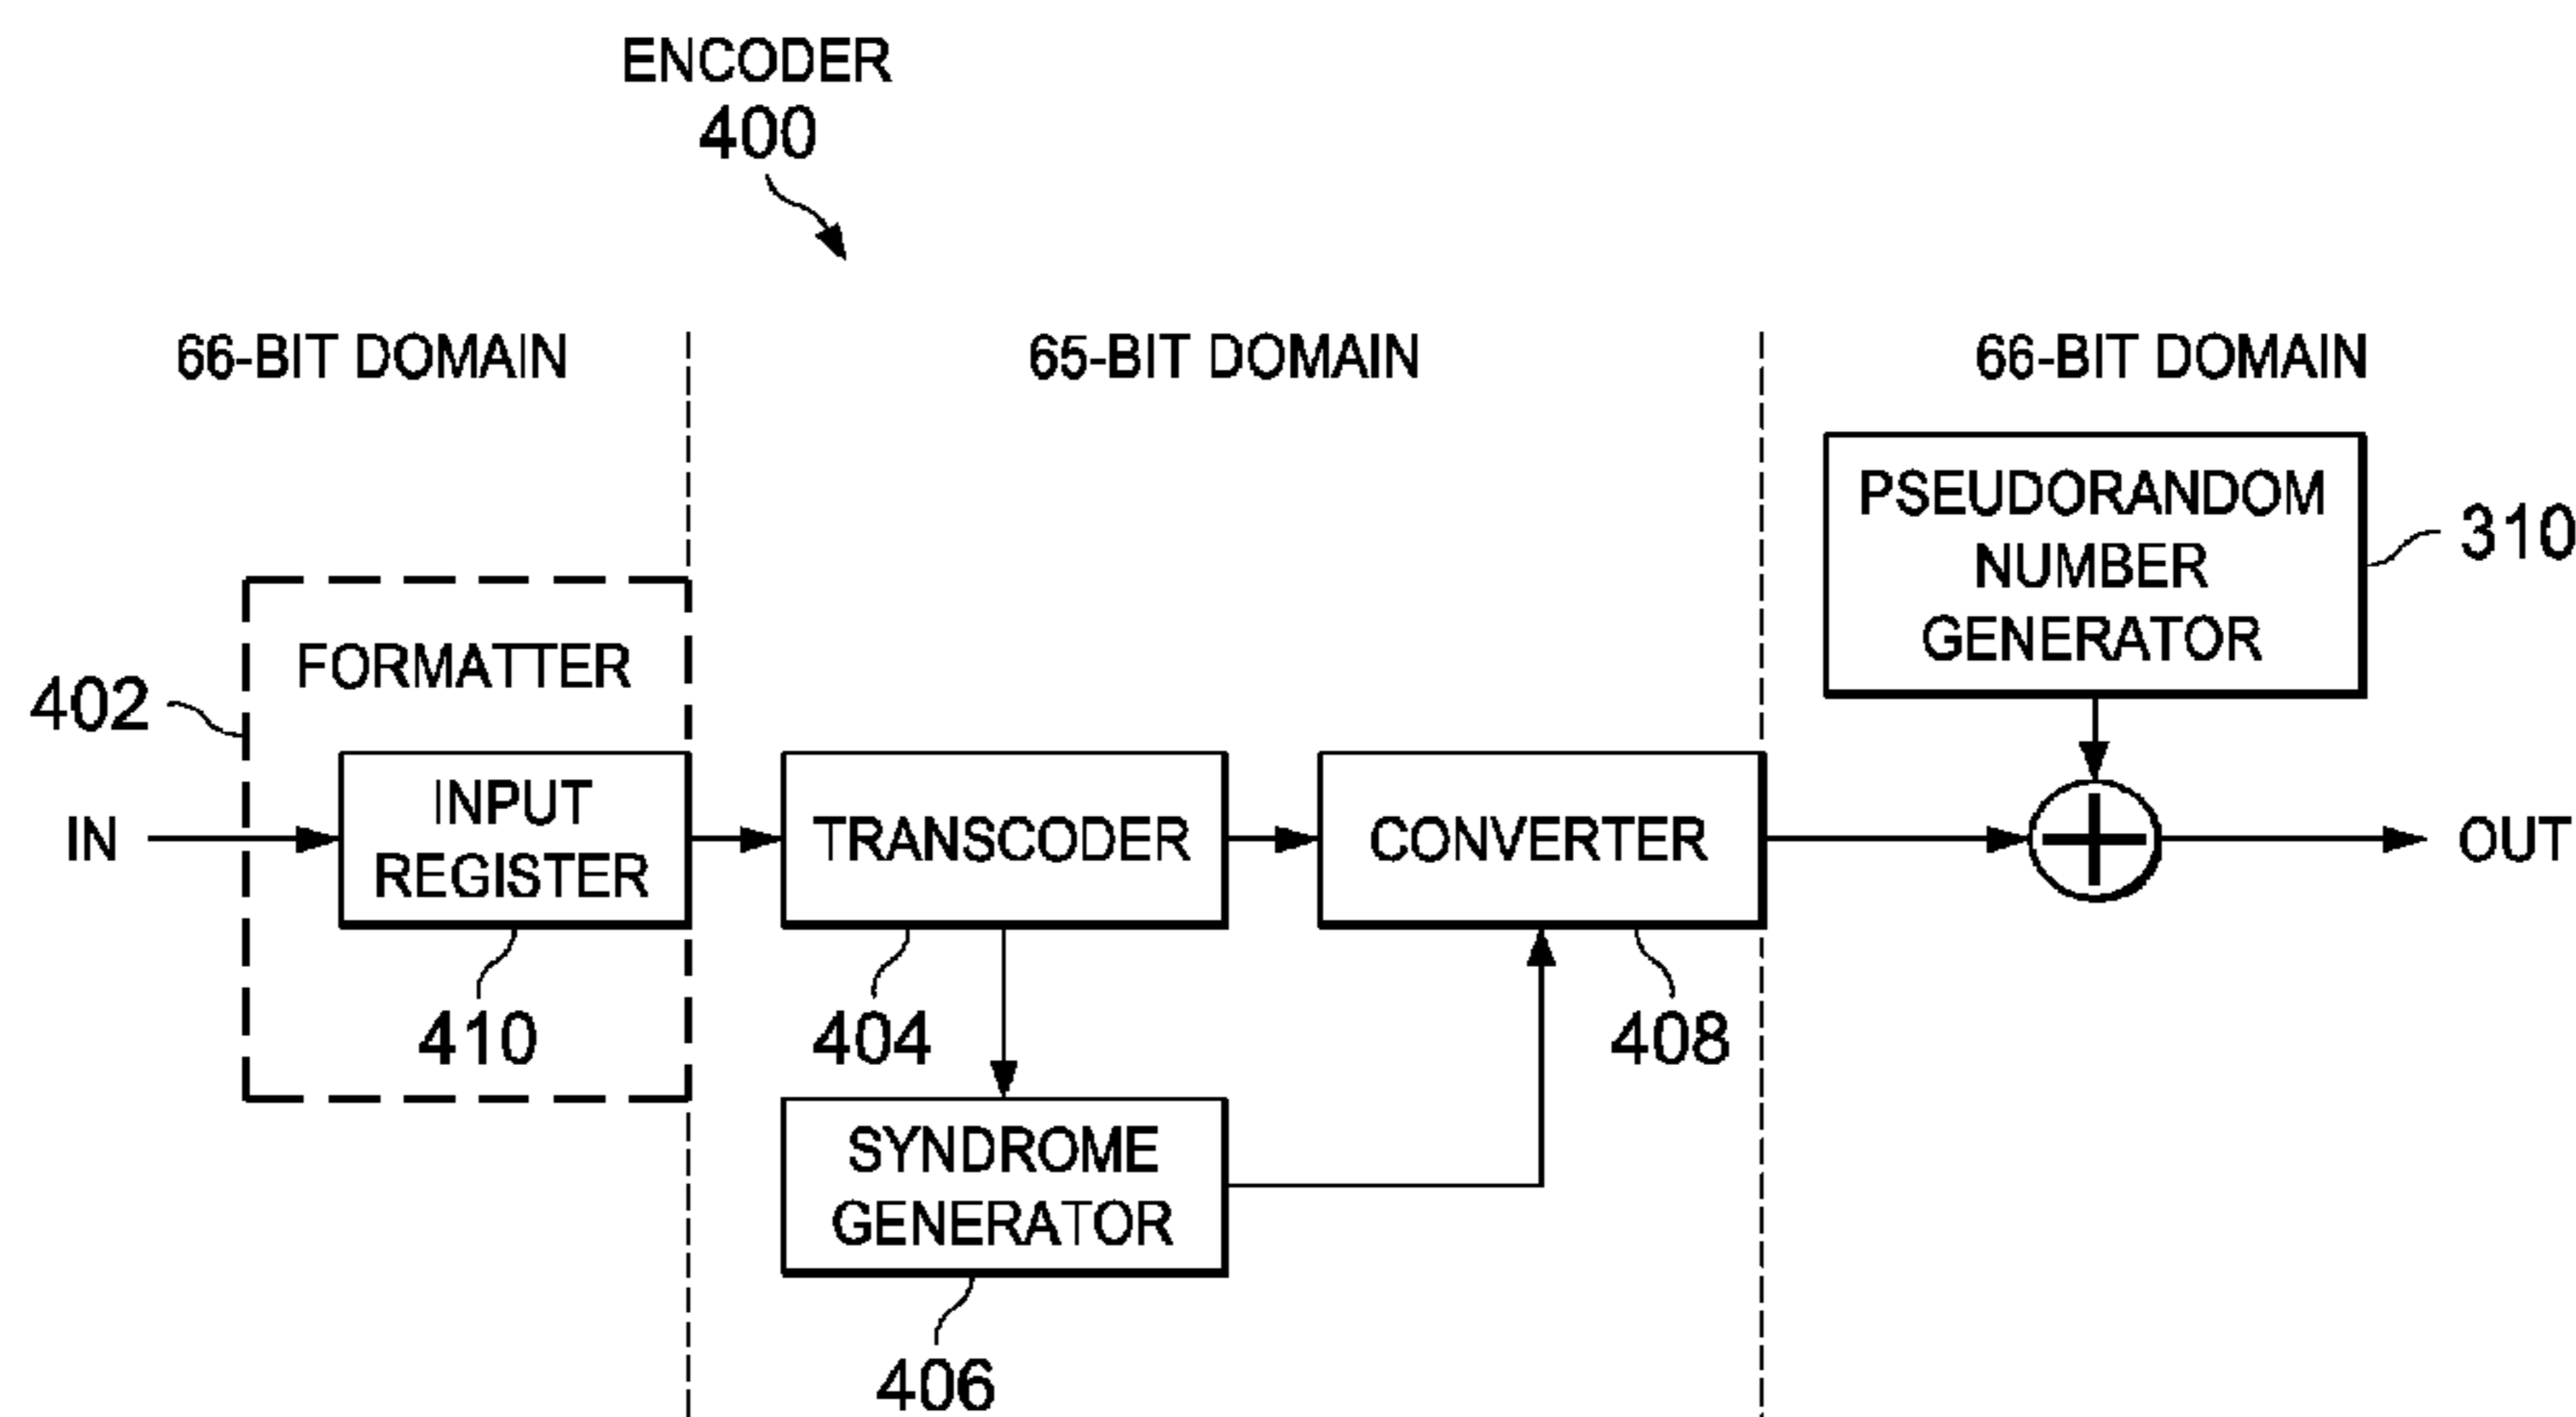 ENCODER
400
66-BIT DOMAIN
65-BIT DOMAIN
66-BIT DOMAIN
PSEUDORANDOM
NUMBER
GENERATOR
310
FORMATTER
402
IN
INPUT
REGISTER
TRANSCODER
CONVERTER
OUT
410
404
408
SYNDROME
GENERATOR
406